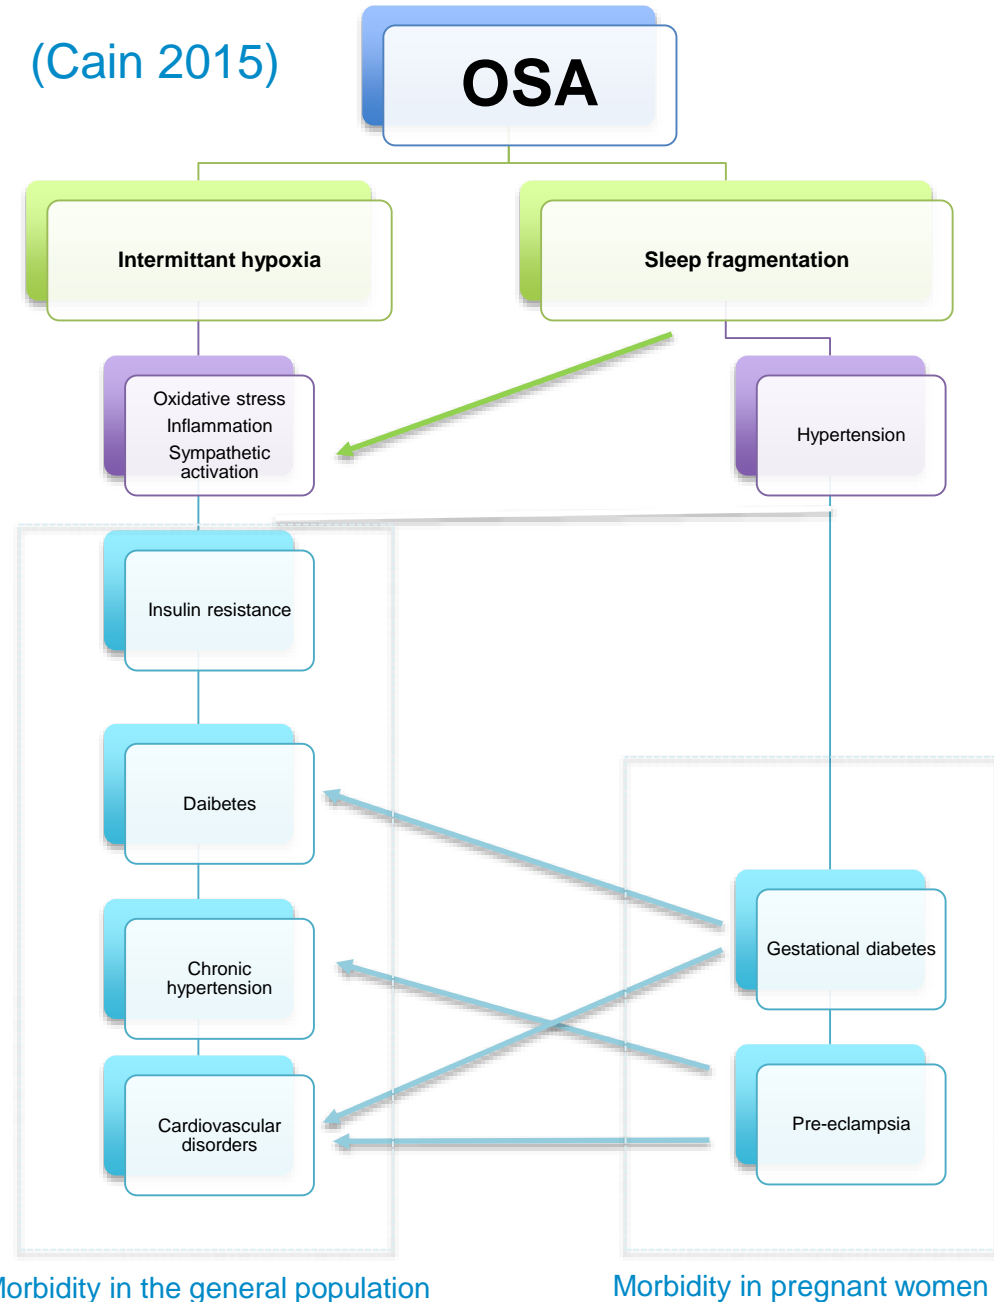 (Cain 2015)
OSA
Intermittant hypoxia
Sleep fragmentation
Oxidative stress
Inflammation
Sympathetic
activation
Hypertension
Insulin resistance
Daibetes
Gestational diabetes
Chronic
hypertension
Cardiovascular
disorders
Pre-eclampsia
Morbidity in the general population
Morbidity in pregnant women